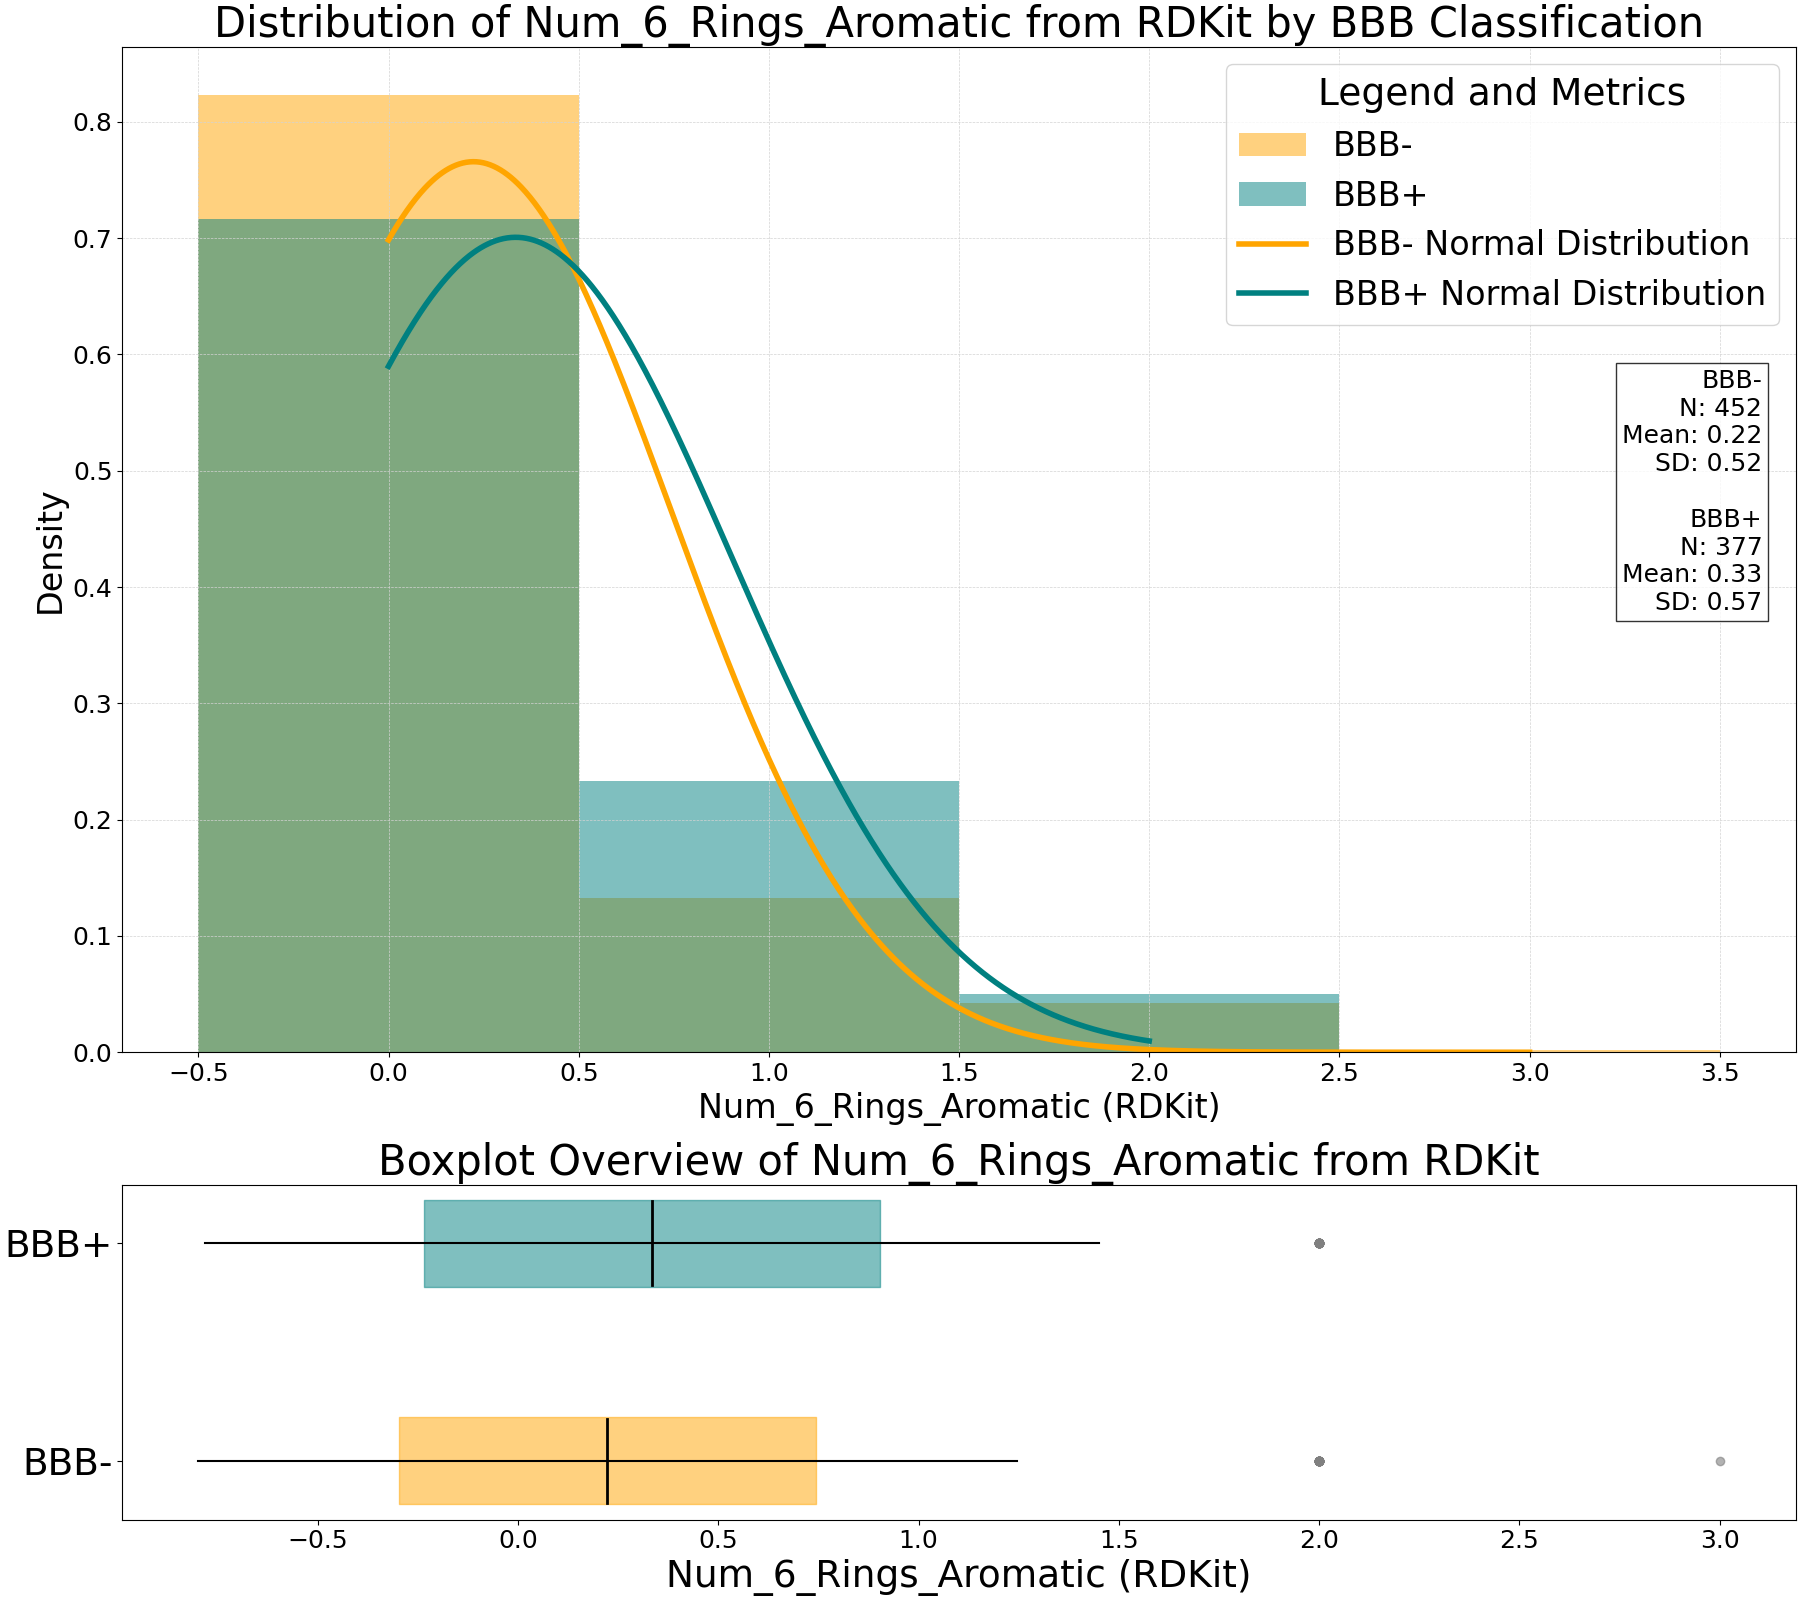 Distribution of Num_6_Rings_Aromatic from RDKit by BBB Classification
Legend and Metrics
BBB-
BBB+
BBB- Normal Distribution
BBB+ Normal Distribution
BBB-
N: 452
Mean: 0.22
SD: 0.52
BBB+
N: 377
Mean: 0.33
SD: 0.57
Density
0.8
0.7
0.6
0.5
0.4
0.3
0.2
0.1
0.0
−0.5 0.0 0.5 1.0 1.5 2.0 2.5 3.0 3.5
Num_6_Rings_Aromatic (RDKit)
Boxplot Overview of Num_6_Rings_Aromatic from RDKit
BBB+
BBB-
−0.5 0.0 0.5 1.0 1.5 2.0 2.5 3.0
Num_6_Rings_Aromatic (RDKit)